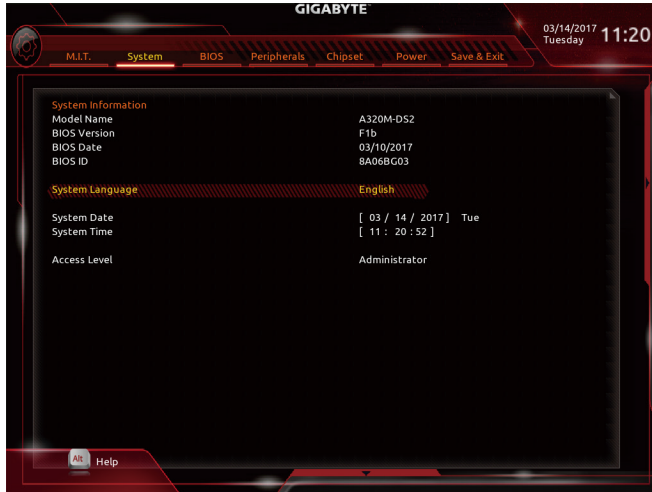 GIGABYTE
03/14/2017
Tuesday 11:20
M.I.T. System BIOS Peripherals Chipset Power Save & Exit
System Information
Model Name A320M-DS2
BIOS Version F1b
BIOS Date 03/10/2017
BIOS ID 8A06BG03
System Language English
System Date [ 03 / 14 / 2017 ] Tue
System Time [ 11 : 20 : 52 ]
Access Level Administrator
Alt Help